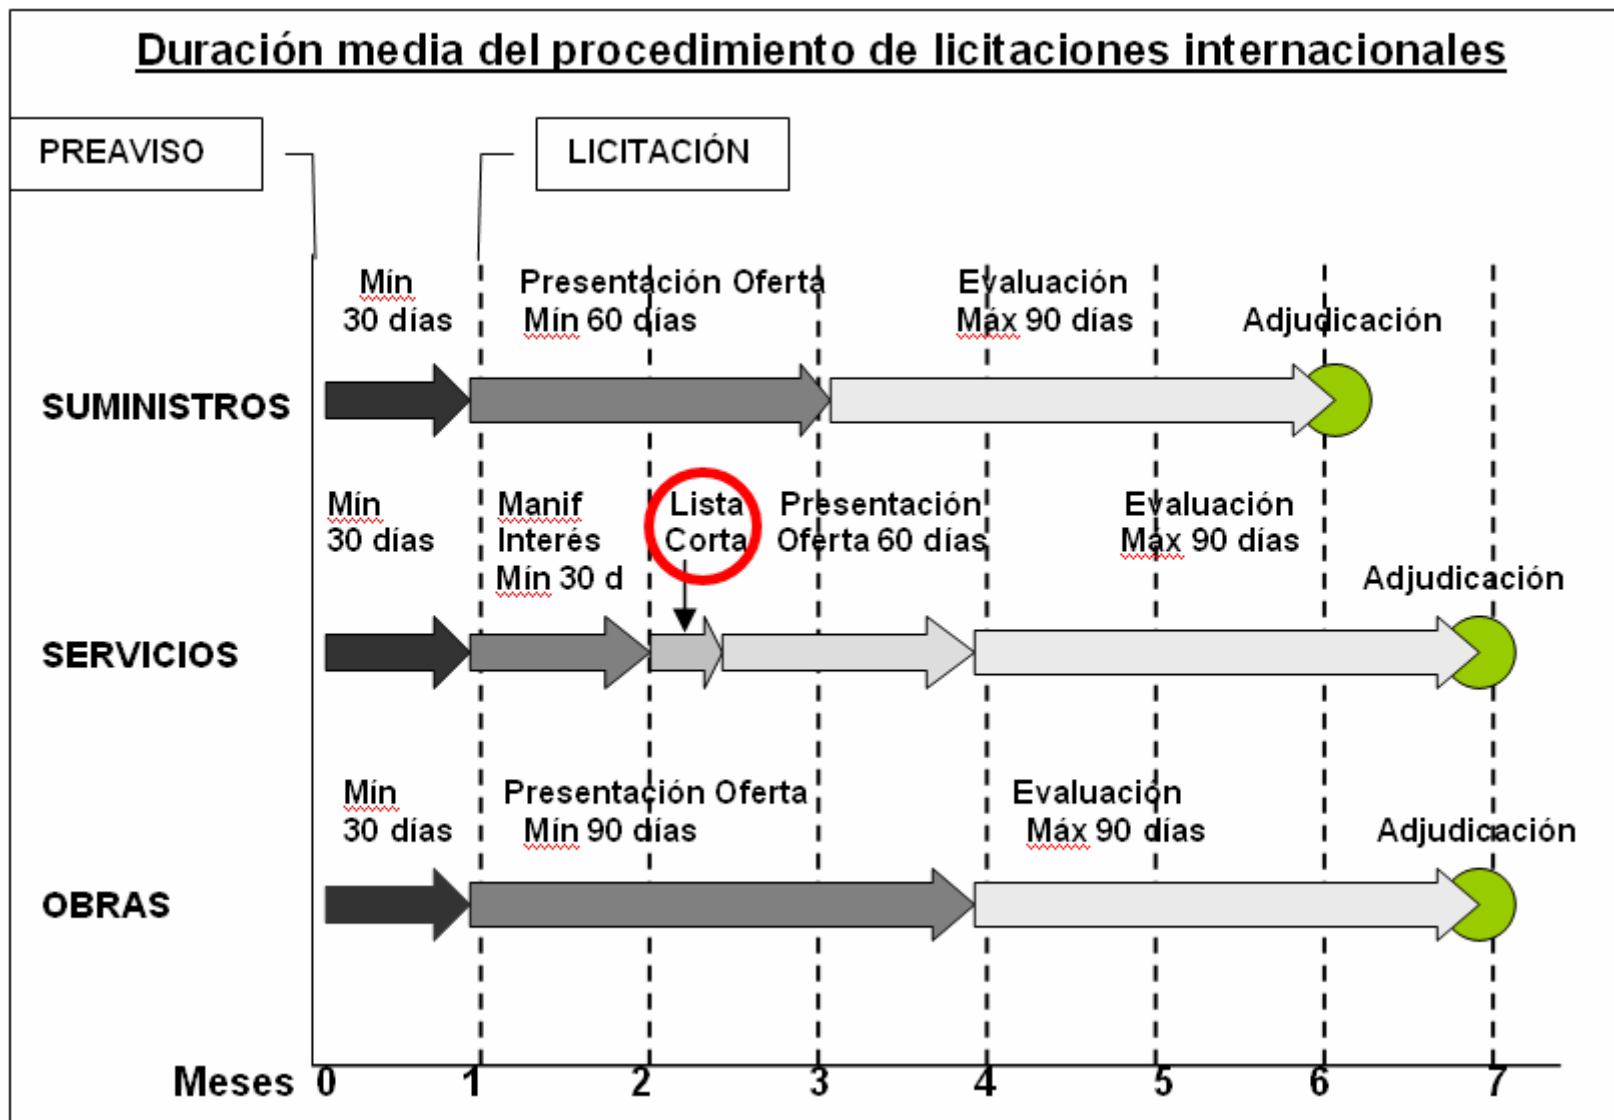 Duración media del procedimiento de licitaciones internacionales
PREAVISO
LICITACIÓN
Mín
30 días
Presentación Oferta
Mín 60 días
Evaluación
Máx 90 días
Adjudicación
SUMINISTROS
Mín
30 días
Manif
Interés
Mín 30 d
Lista
Corta
Presentación
Oferta 60 días
Evaluación
Máx 90 días
Adjudicación
SERVICIOS
Mín
30 días
Presentación Oferta
Mín 90 días
Evaluación
Máx 90 días
Adjudicación
OBRAS
Meses 0 1 2 3 4 5 6 7